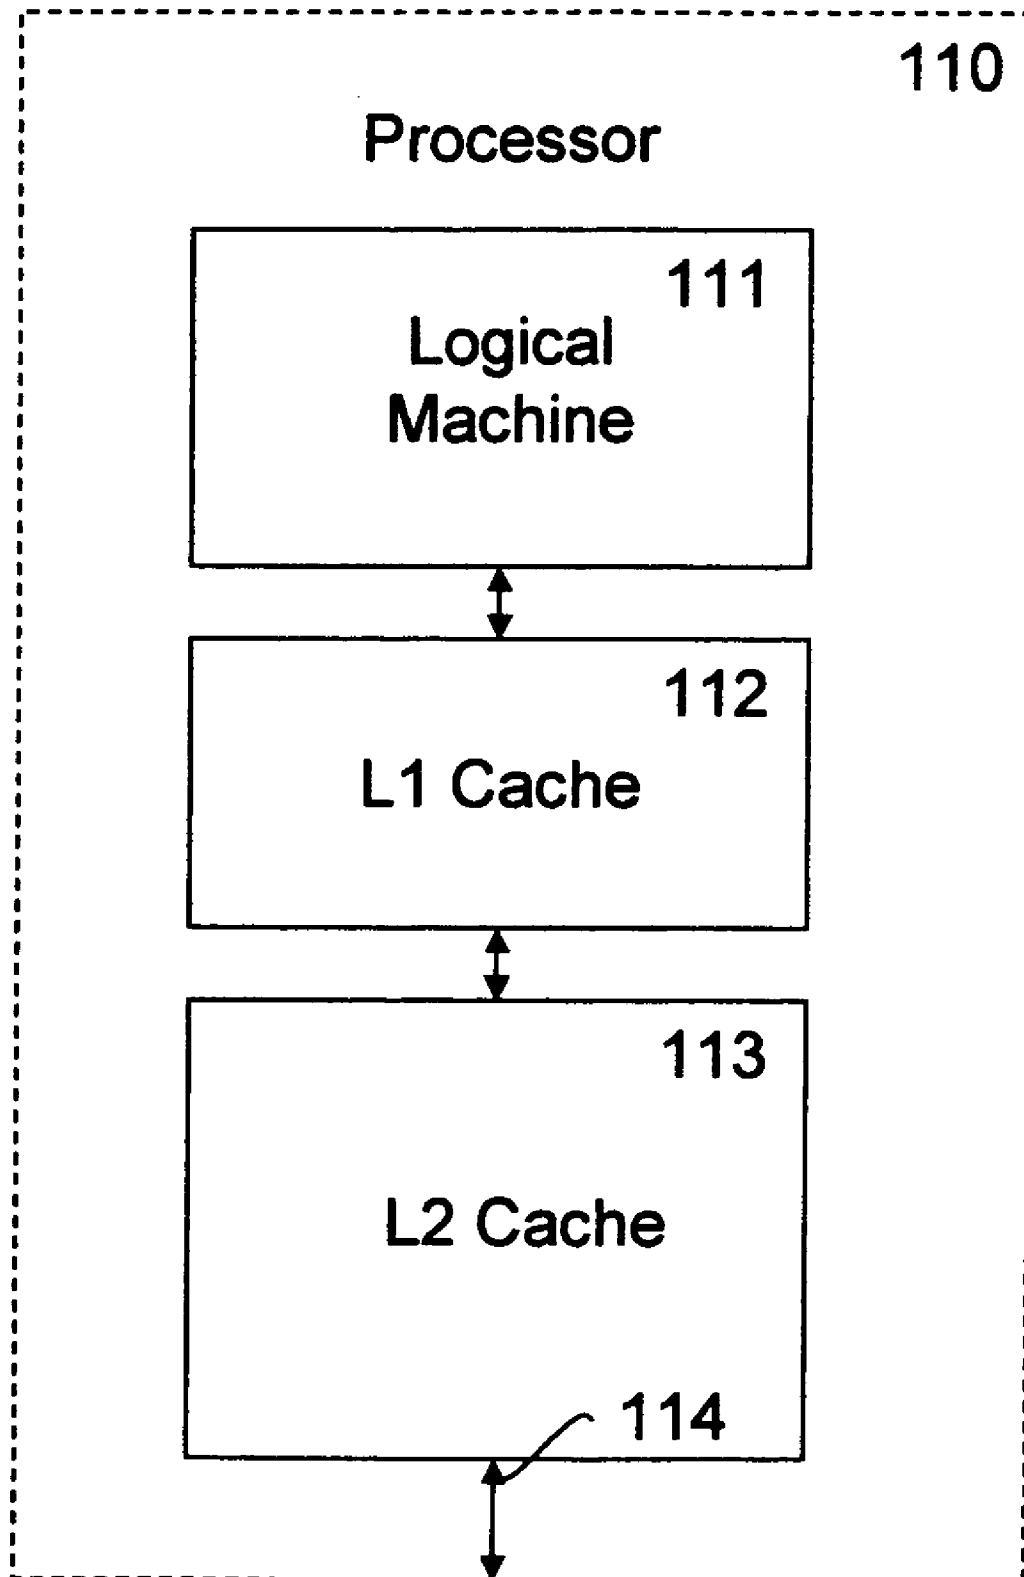 110
Processor
111
Logical
Machine
112
L1 Cache
113
L2 Cache
114